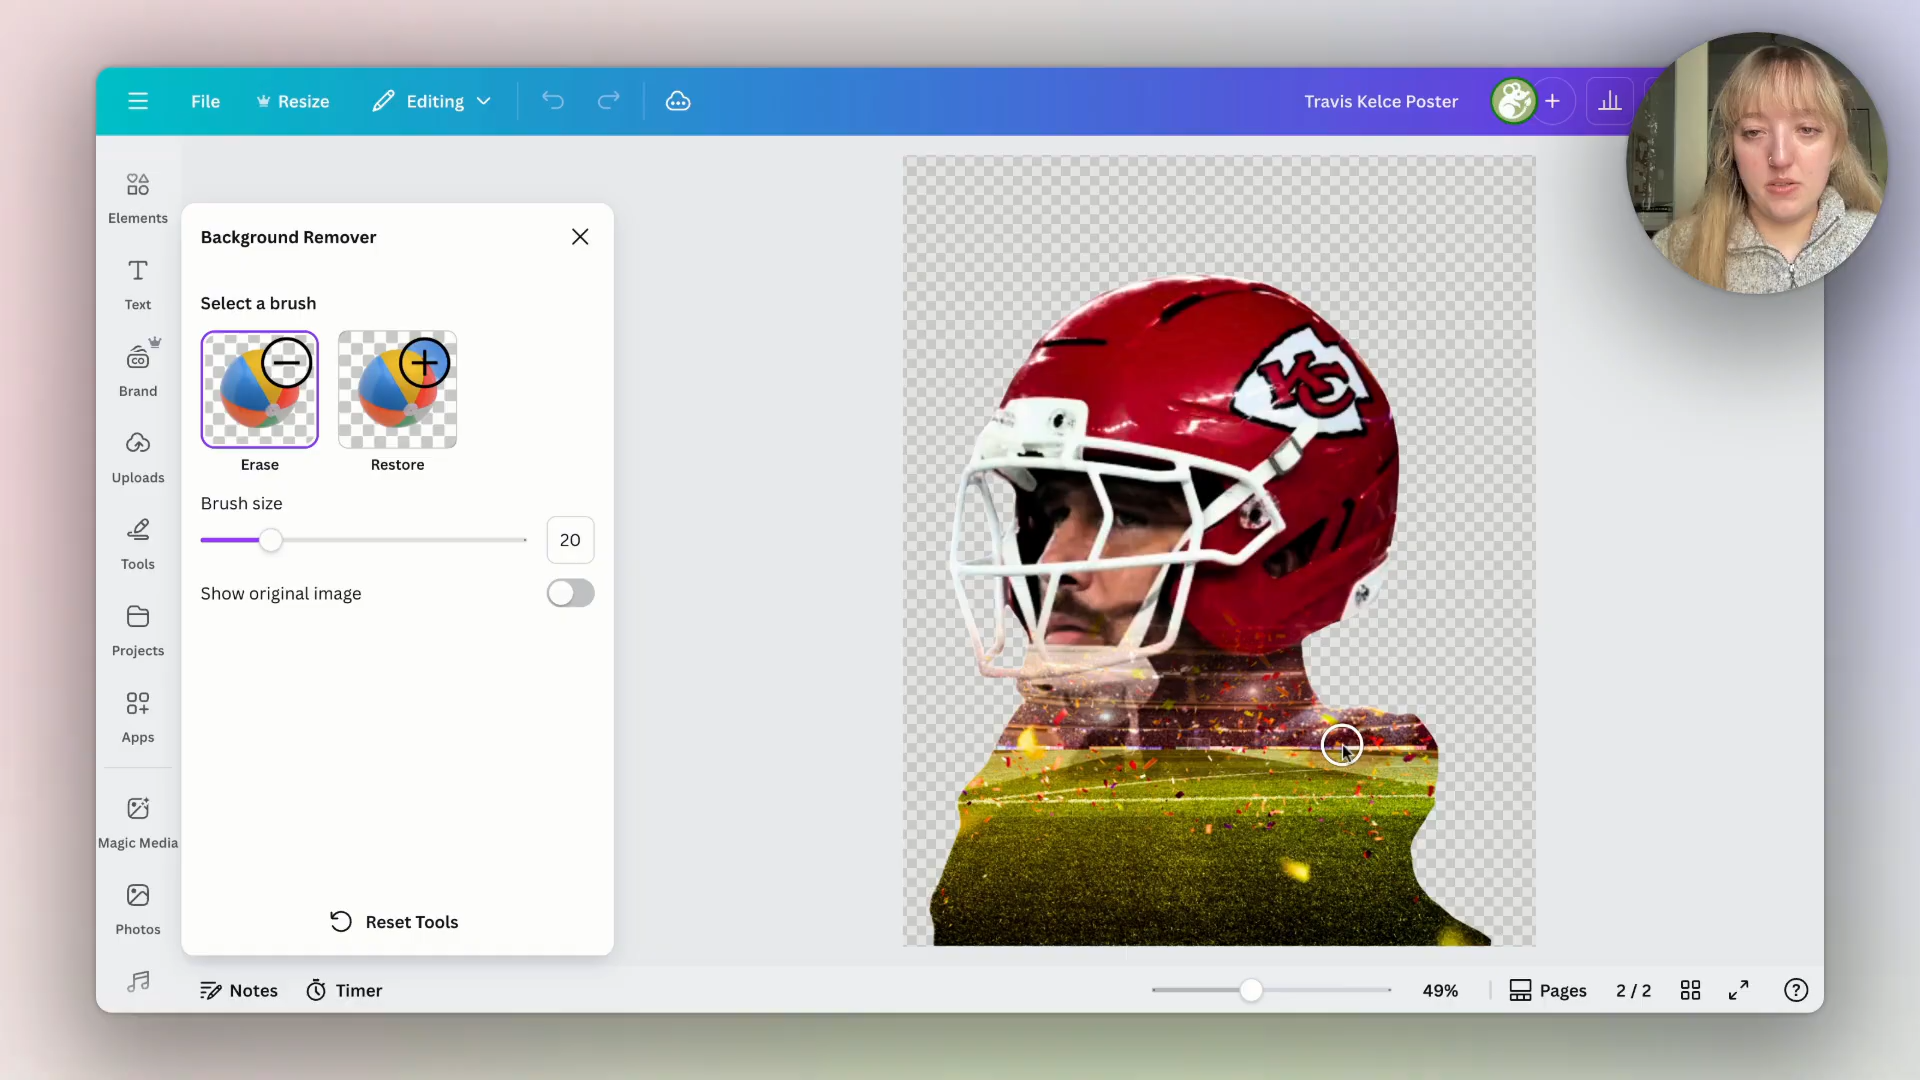 File
Resize
Editing
Travis Kelce Poster
Elements
Text
CO
Brand
Uploads
Tools
Projects
Apps
Magic Media
Photos
Background Remover
Select a brush
Erase
Restore
Brush size
20
Show original image
Reset Tools
KC
Notes
Timer
49%
Pages
2 / 2
?